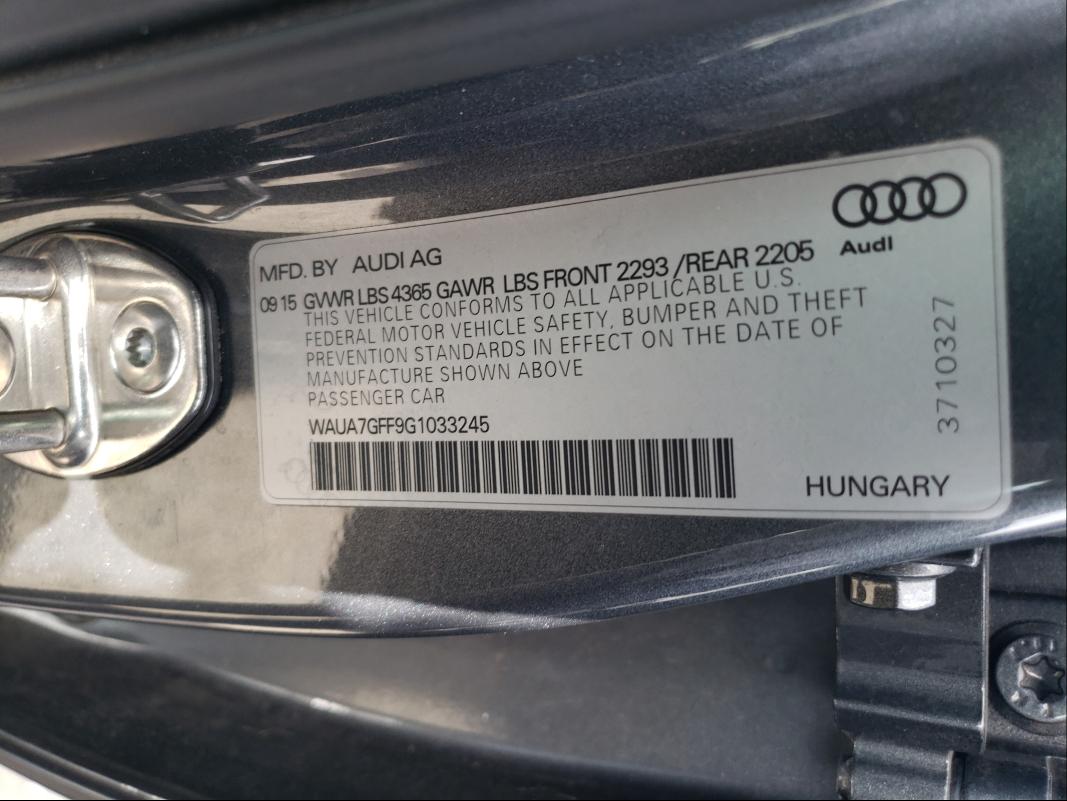 MFD. BY AUDI AG
Audi
09 15 GVWR LBS 4365 GAWR LBS FRONT 2293 /REAR 2205
THIS VEHICLE CONFORMS TO ALL APPLICABLE U.S.
FEDERAL MOTOR VEHICLE SAFETY, BUMPER AND THEFT
PREVENTION STANDARDS IN EFFECT ON THE DATE OF
MANUFACTURE SHOWN ABOVE
PASSENGER CAR
WAUA7GFF9G1033245
3710327
HUNGARY